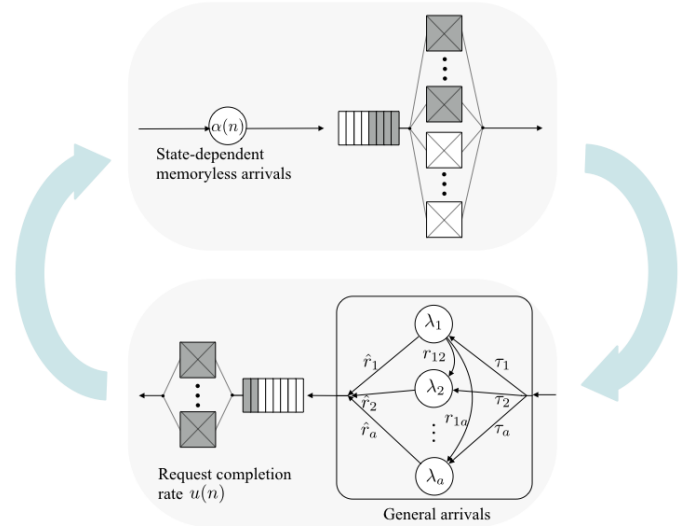 α(n)
State-dependent
memoryless arrivals
λ₁
r̂₁
r₁₂
τ₁
λ₂
r̂₂
τ₂
r₁ₐ
r̂ₐ
τₐ
λₐ
Request completion
rate u(n)
General arrivals